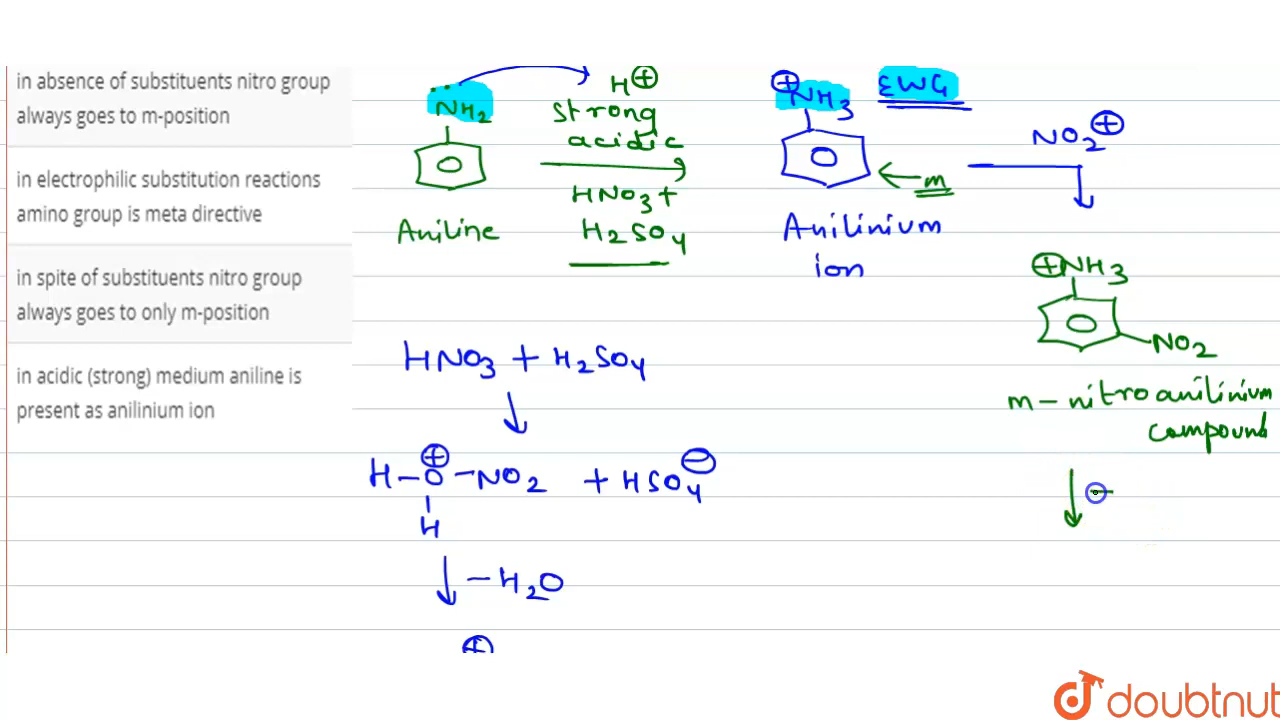 in absence of substituents nitro group
always goes to m-position
in electrophilic substitution reactions
amino group is meta directive
in spite of substituents nitro group
always goes to only m-position
in acidic (strong) medium aniline is
present as anilinium ion
NH2
Aniline
H⊕
strong
acidic
HNO3+
H2SO4
⊕NH3
EWG
m
Anilinium
ion
NO2⊕
⊕NH3
NO2
m-nitroanilinium
compound
HNO3 + H2SO4
H-O-NO2 + HSO4⊖
⊕
H
-H2O
⊕
-
doubtnut